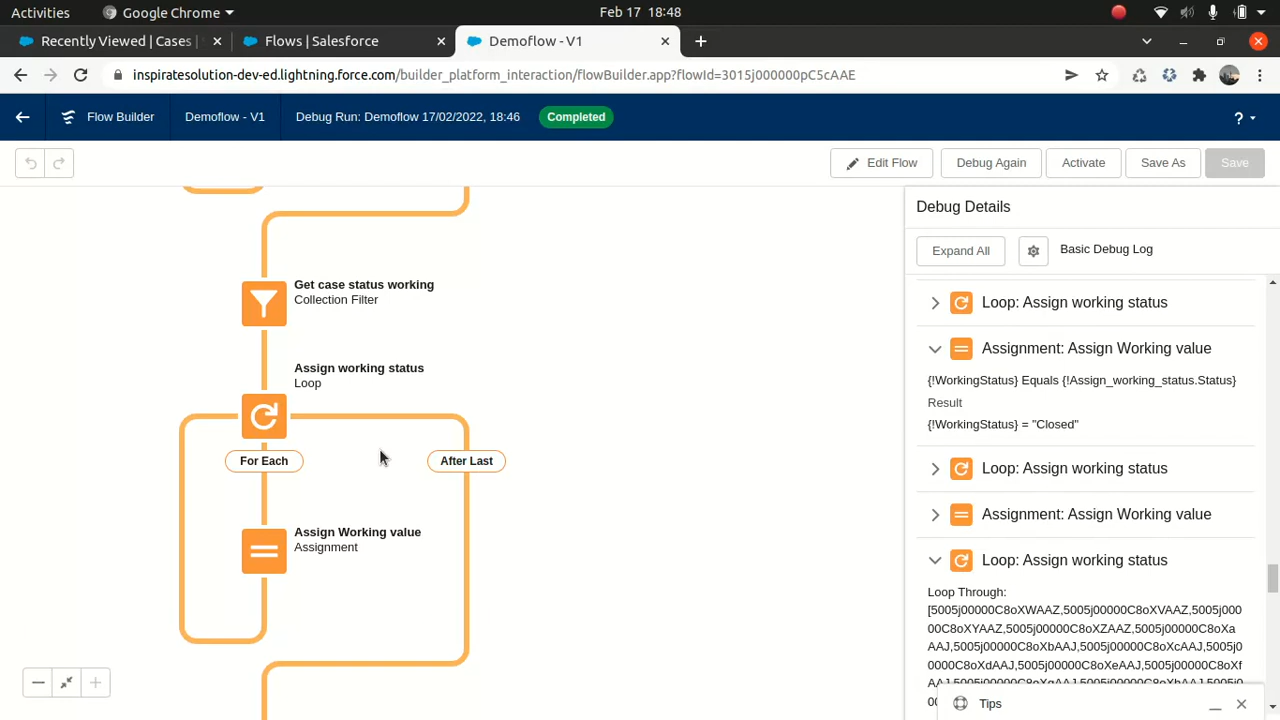 Activities
Google Chrome
Feb 17 18:48
Recently Viewed | Cases
Flows | Salesforce
Demoflow - V1
inspiratesolution-dev-ed.lightning.force.com/builder_platform_interaction/flowBuilder.app?flowId=3015j000000pC5cAAE
Flow Builder
Demoflow - V1
Debug Run: Demoflow 17/02/2022, 18:46
Completed
?
Edit Flow
Debug Again
Activate
Save As
Save
Get case status working
Collection Filter
Assign working status
Loop
For Each
After Last
Assign Working value
Assignment
Debug Details
Expand All
Basic Debug Log
Loop: Assign working status
Assignment: Assign Working value
{!WorkingStatus} Equals {!Assign_working_status.Status}
Result
{!WorkingStatus} = "Closed"
Loop: Assign working status
Assignment: Assign Working value
Loop: Assign working status
Loop Through:
[5005j00000C8oXWAAZ,5005j00000C8oXVAAZ,5005j000
00C8oXYAAZ,5005j00000C8oXZAAZ,5005j00000C8oXa
AAJ,5005j00000C8oXbAAJ,5005j00000C8oXcAAJ,5005j0
0000C8oXdAAJ,5005j00000C8oXeAAJ,5005j00000C8oXf
Tips